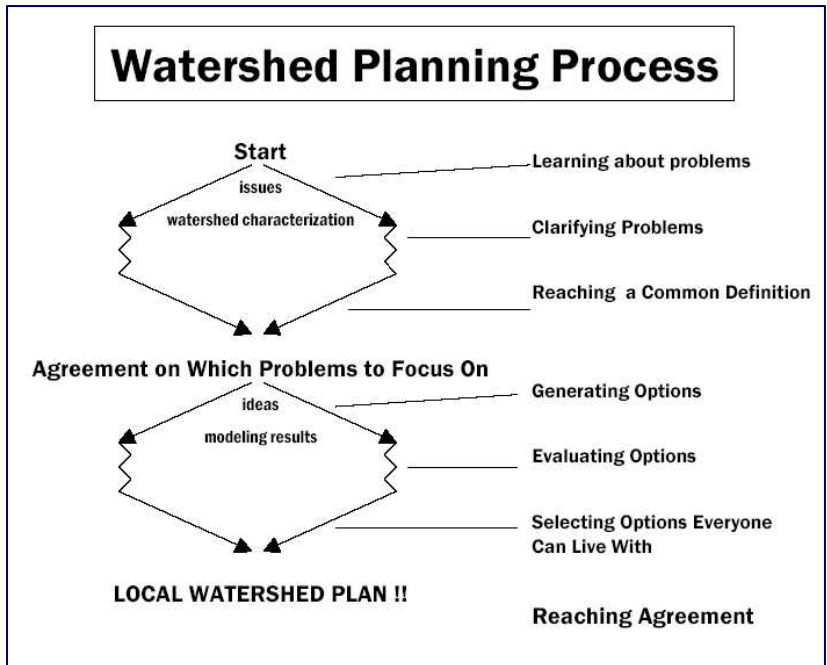 Watershed Planning Process
Start
Learning about problems
issues
watershed characterization
Clarifying Problems
Reaching a Common Definition
Agreement on Which Problems to Focus On
Generating Options
ideas
modeling results
Evaluating Options
Selecting Options Everyone
Can Live With
LOCAL WATERSHED PLAN !!
Reaching Agreement